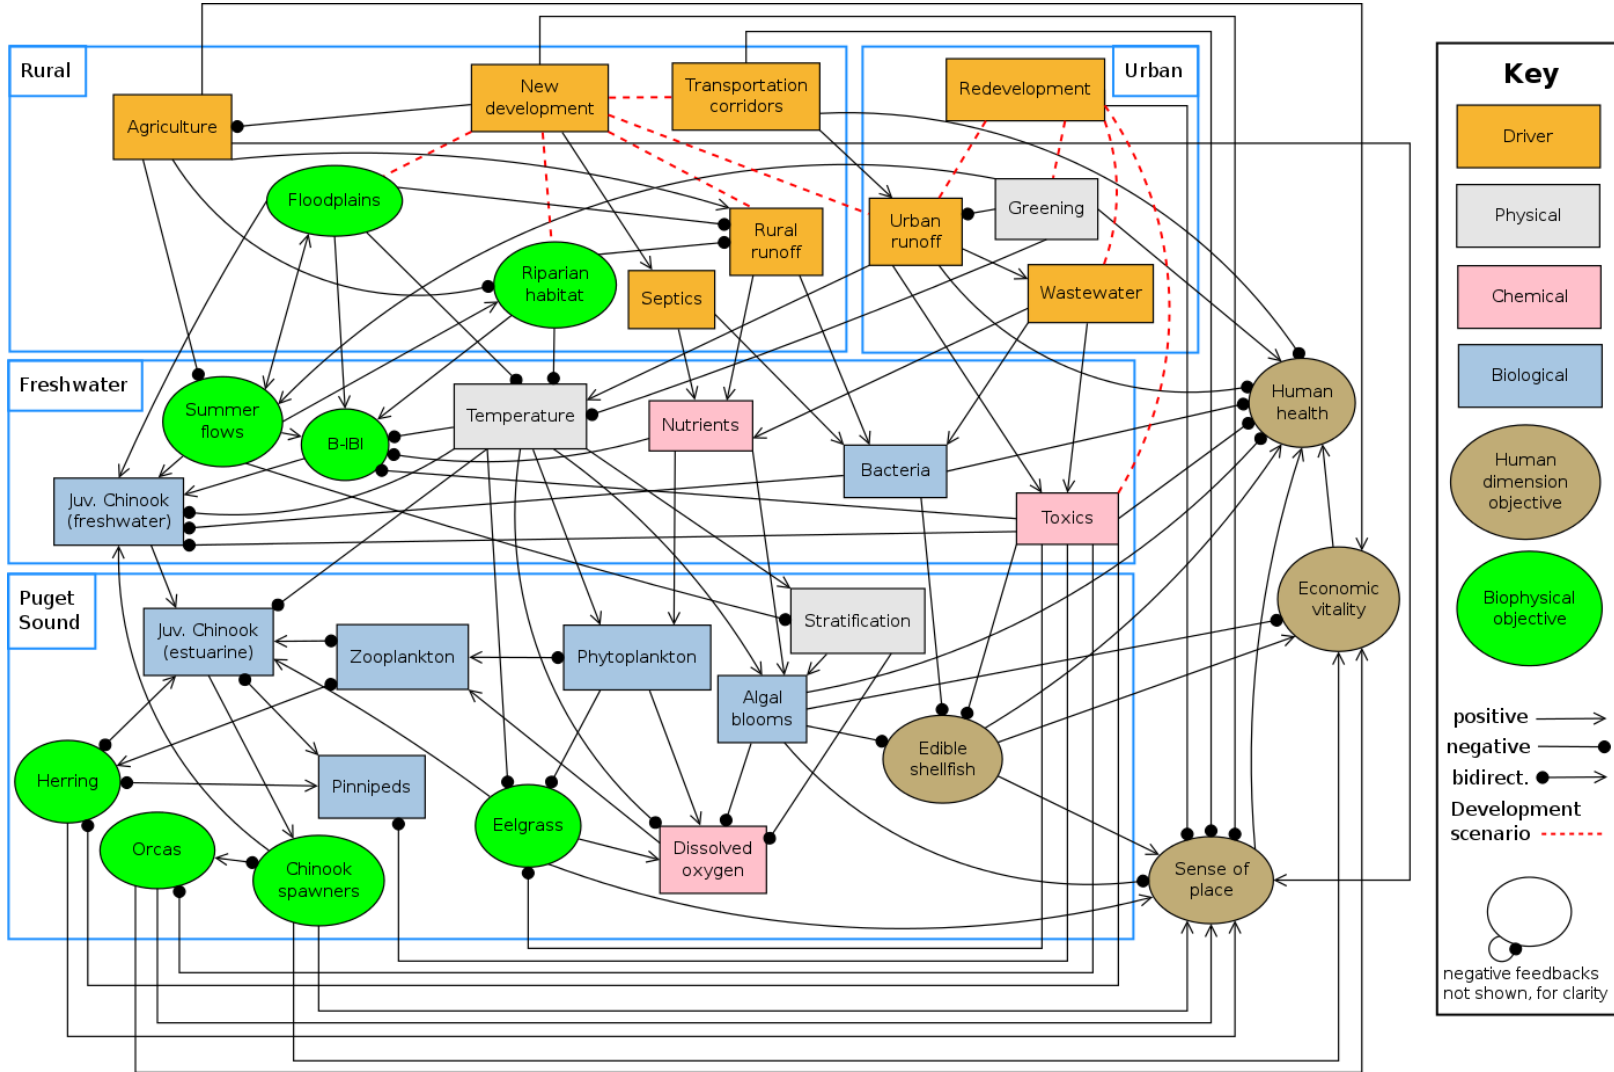 Rural
New
development
Transportation
corridors
Redevelopment
Urban
Agriculture
Floodplains
Greening
Urban
runoff
Rural
runoff
Riparian
habitat
Septics
Wastewater
Freshwater
Summer
flows
B-IBI
Temperature
Nutrients
Bacteria
Human
health
Juv. Chinook
(freshwater)
Toxics
Puget
Sound
Juv. Chinook
(estuarine)
Zooplankton
Phytoplankton
Stratification
Economic
vitality
Algal
blooms
Herring
Pinnipeds
Edible
shellfish
Orcas
Chinook
spawners
Eelgrass
Dissolved
oxygen
Sense of
place
Key
Driver
Physical
Chemical
Biological
Human
dimension
objective
Biophysical
objective
positive
negative
bidirect.
Development
scenario
negative feedbacks
not shown, for clarity